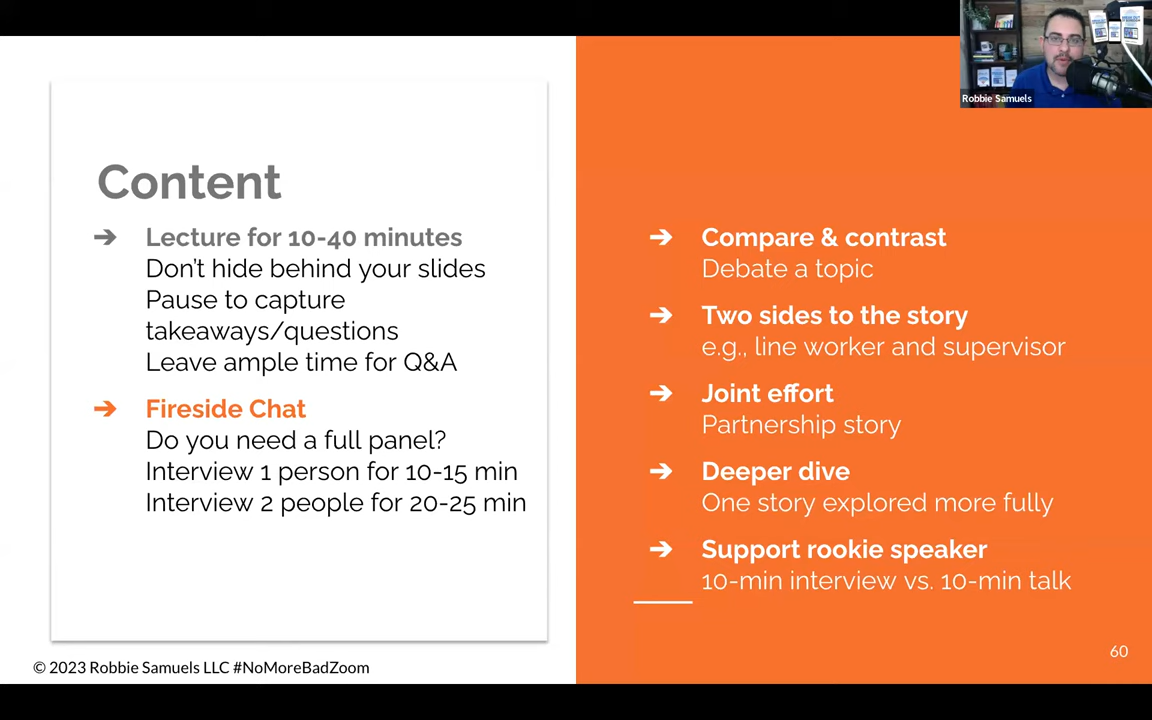 Robbie Samuels
Content
➔ Lecture for 10-40 minutes
Don't hide behind your slides
Pause to capture
takeaways/questions
Leave ample time for Q&A
➔ Fireside Chat
Do you need a full panel?
Interview 1 person for 10-15 min
Interview 2 people for 20-25 min
➔ Compare & contrast
Debate a topic
➔ Two sides to the story
e.g., line worker and supervisor
➔ Joint effort
Partnership story
➔ Deeper dive
One story explored more fully
➔ Support rookie speaker
10-min interview vs. 10-min talk
60
© 2023 Robbie Samuels LLC #NoMoreBadZoom